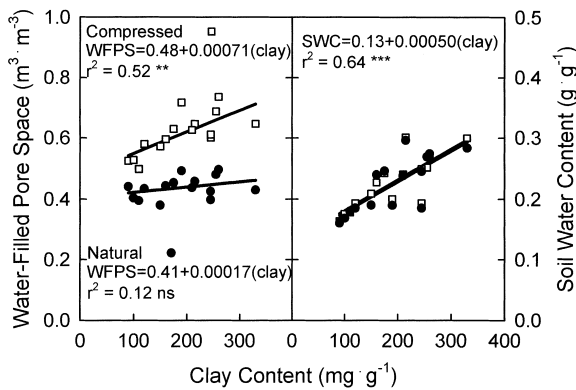 Water-Filled Pore Space (m³·m⁻³)
1.0
0.8
0.6
0.4
0.2
0.0
Compressed
WFPS=0.48+0.00071(clay)
r² = 0.52 **
Natural
WFPS=0.41+0.00017(clay)
r² = 0.12 ns
SWC=0.13+0.00050(clay)
r² = 0.64 ***
0.5
0.4
0.3
0.2
0.1
0.0
Soil Water Content (g·g⁻¹)
100 200 300 100 200 300 400
Clay Content (mg·g⁻¹)